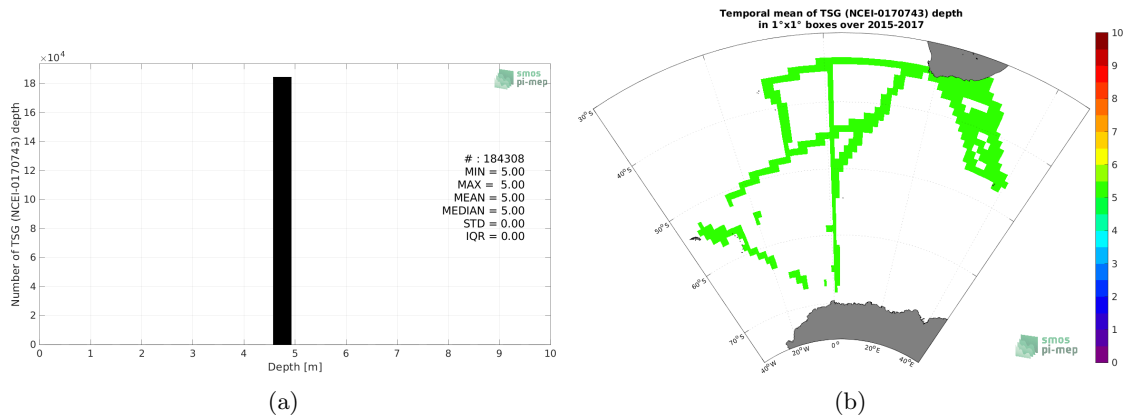 ×10⁴
18
16
14
12
10
8
6
4
2
0
Number of TSG (NCEI-0170743) depth
smos
pi-mep
# : 184308
MIN = 5.00
MAX = 5.00
MEAN = 5.00
MEDIAN = 5.00
STD = 0.00
IQR = 0.00
0 1 2 3 4 5 6 7 8 9 10
Depth [m]
(a)
Temporal mean of TSG (NCEI-0170743) depth
in 1°x1° boxes over 2015-2017
30°S
40°S
50°S
60°S
70°S
40°W
20°W
0°
20°E
40°E
10
9
8
7
6
5
4
3
2
1
0
smos
pi-mep
(b)